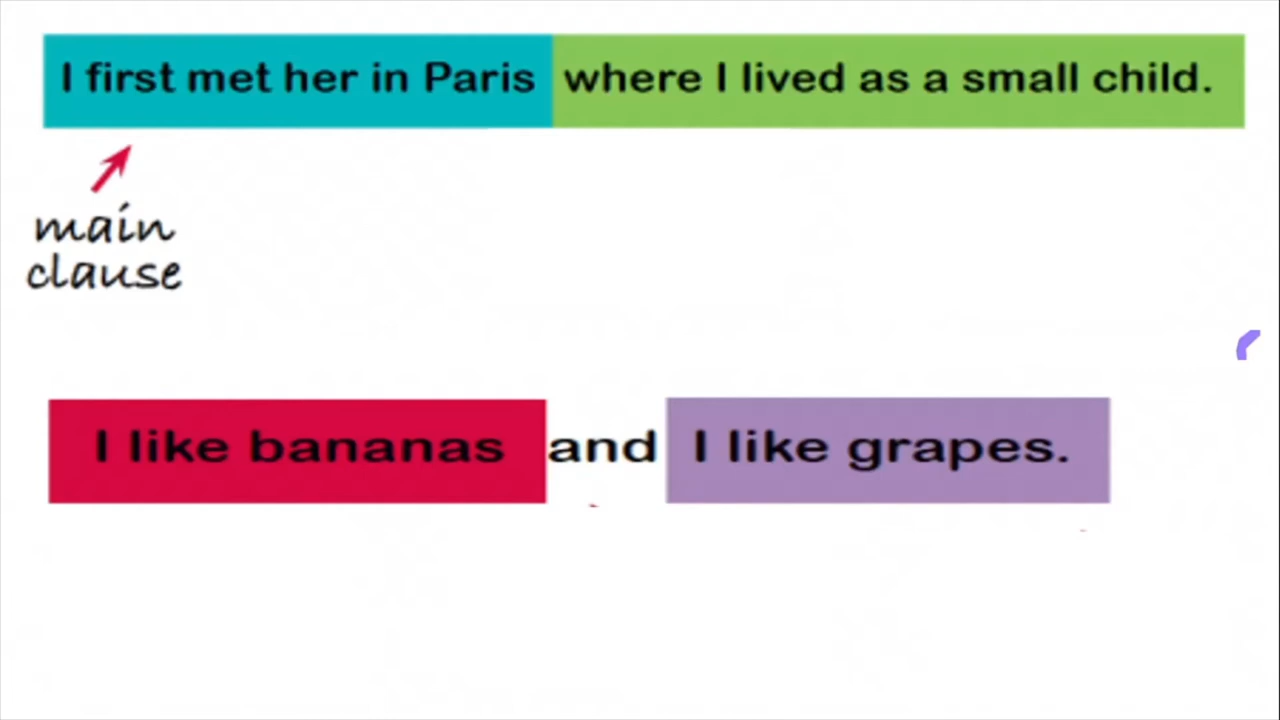 I first met her in Paris where I lived as a small child.
main
clause
I like bananas and I like grapes.